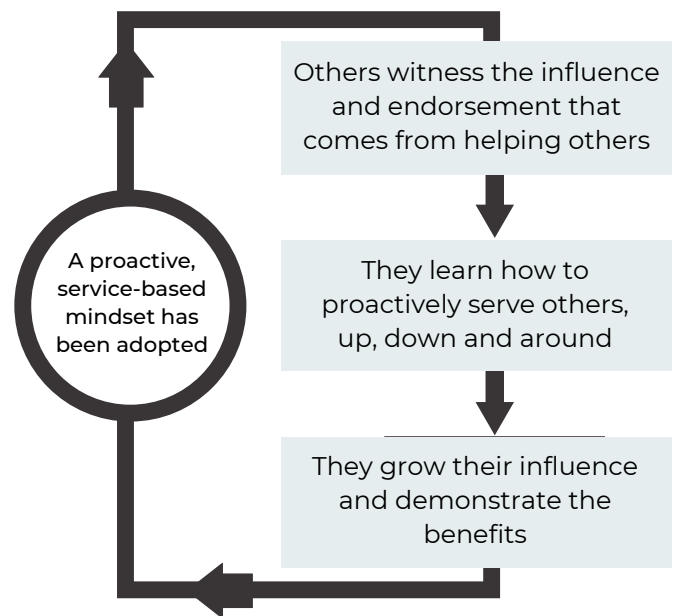 Others witness the influence
and endorsement that
comes from helping others
They learn how to
proactively serve others,
up, down and around
They grow their influence
and demonstrate the
benefits
A proactive,
service-based
mindset has
been adopted